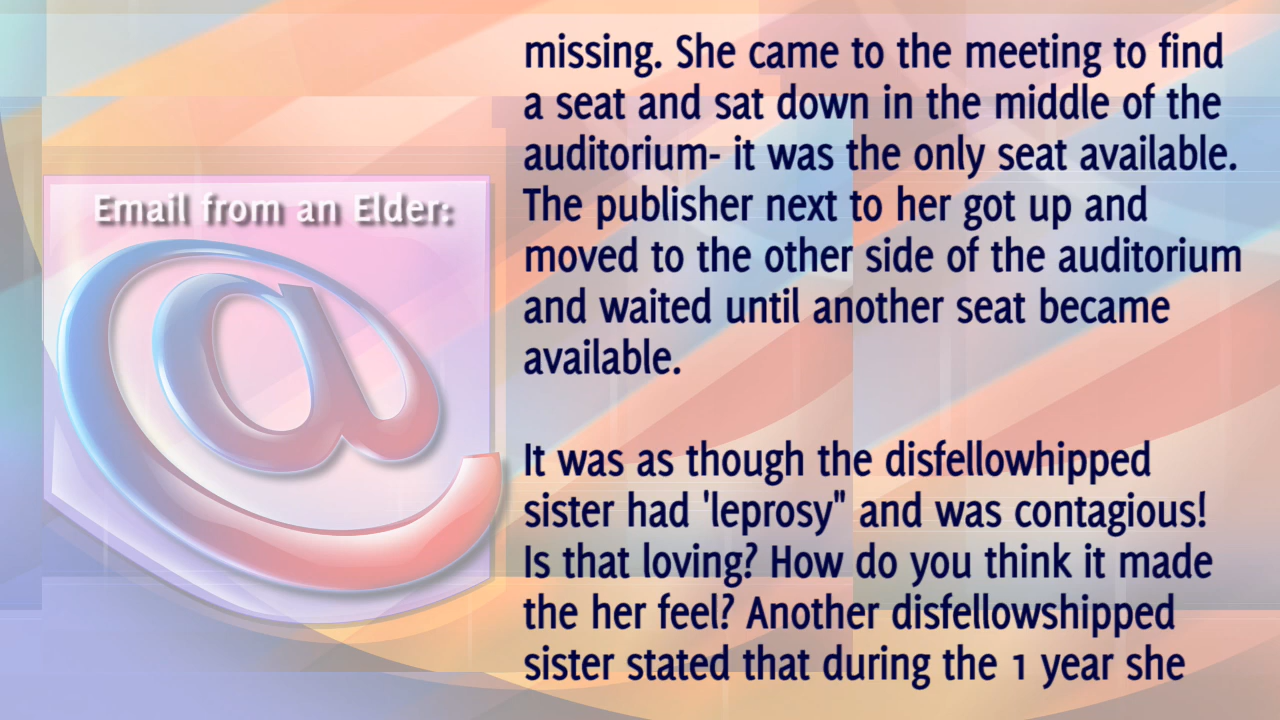 Email from an Elder:
missing. She came to the meeting to find
a seat and sat down in the middle of the
auditorium- it was the only seat available.
The publisher next to her got up and
moved to the other side of the auditorium
and waited until another seat became
available.
It was as though the disfellowhipped
sister had 'leprosy" and was contagious!
Is that loving? How do you think it made
the her feel? Another disfellowshipped
sister stated that during the 1 year she